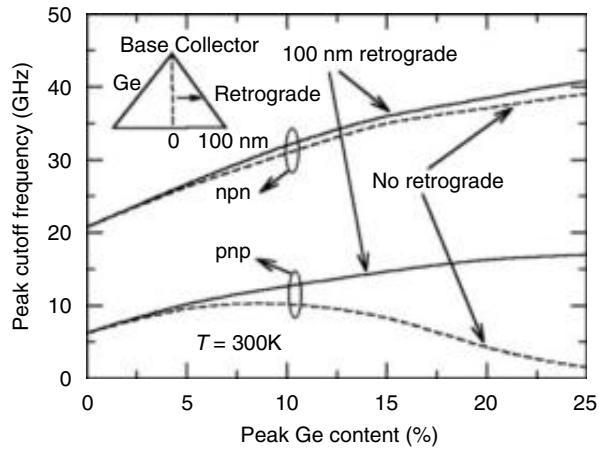 Peak cutoff frequency (GHz)
50
40
30
20
10
0
Base Collector
Ge
Retrograde
0 100 nm
100 nm retrograde
npn
No retrograde
pnp
T = 300K
0 5 10 15 20 25
Peak Ge content (%)